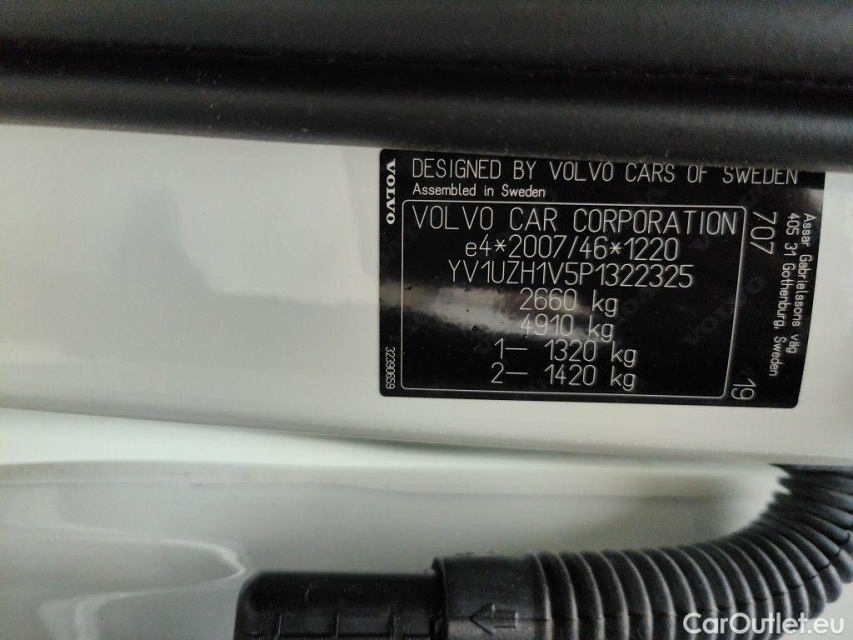 VOLVO
DESIGNED BY VOLVO CARS OF SWEDEN
Assembled in Sweden
VOLVO CAR CORPORATION
e4*2007/46*1220
YV1UZH1V5P1322325
2660 kg
4910 kg
1– 1320 kg
2– 1420 kg
32390659
707
19
Assar Gabrielssons väg
405 31 Gothenburg, Sweden
CarOutlet.eu